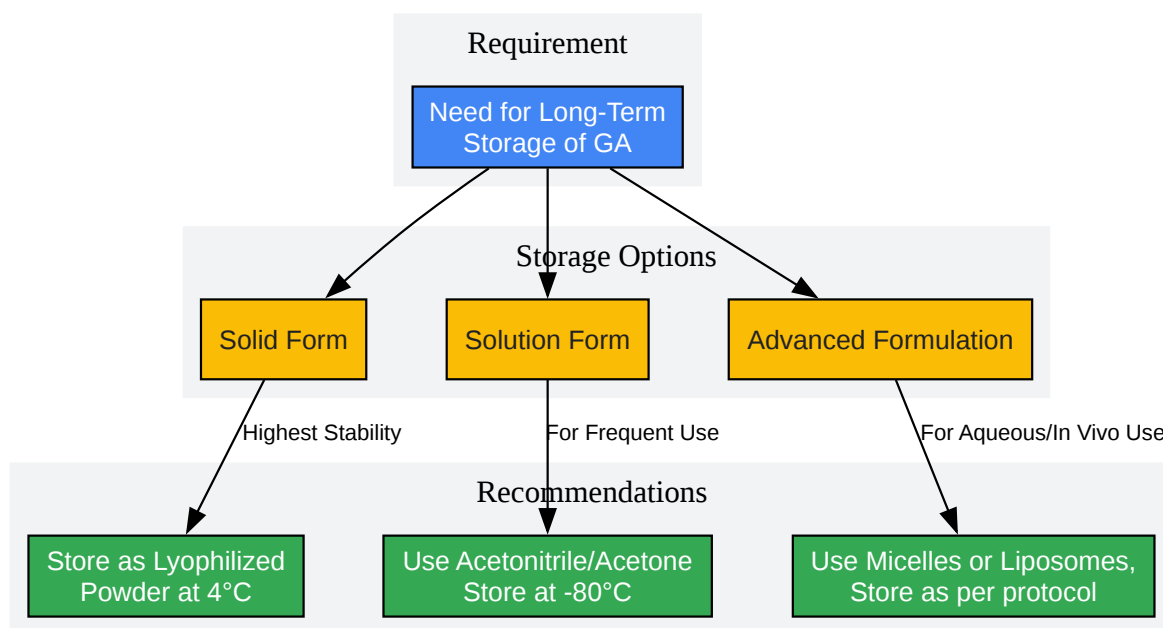 Requirement
Need for Long-Term
Storage of GA
Storage Options
Solid Form
Solution Form
Advanced Formulation
Highest Stability
For Frequent Use
For Aqueous/In Vivo Use
Recommendations
Store as Lyophilized
Powder at 4°C
Use Acetonitrile/Acetone
Store at -80°C
Use Micelles or Liposomes,
Store as per protocol